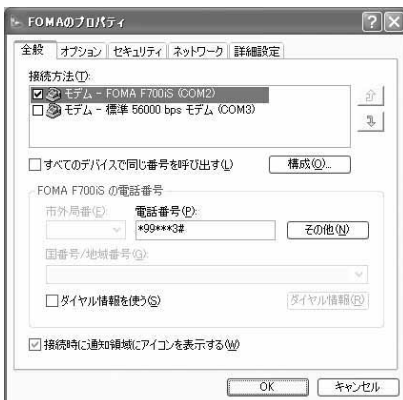 FOMAのプロパティ
全般 オプション セキュリティ ネットワーク 詳細設定
接続方法(T):
モデム - FOMA F700iS (COM2)
モデム - 標準 56000 bps モデム (COM3)
すべてのデバイスで同じ番号を呼び出す(L) 構成(O)...
FOMA F700iS の電話番号
市外局番(E): 電話番号(P):
*99***3# その他(N)
国番号/地域番号(G):
ダイヤル情報を使う(S) ダイヤル情報(R)
接続時に通知領域にアイコンを表示する(W)
OK キャンセル